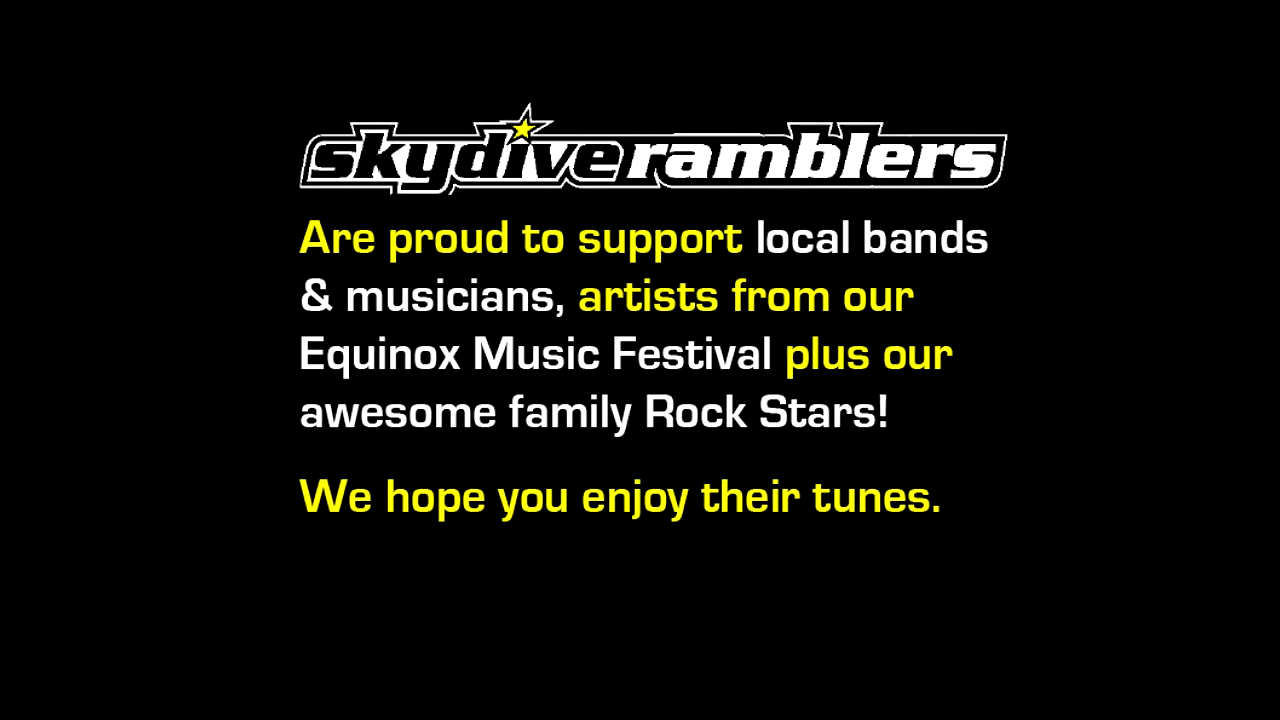 skydiveramblers
Are proud to support local bands
& musicians, artists from our
Equinox Music Festival plus our
awesome family Rock Stars!
We hope you enjoy their tunes.